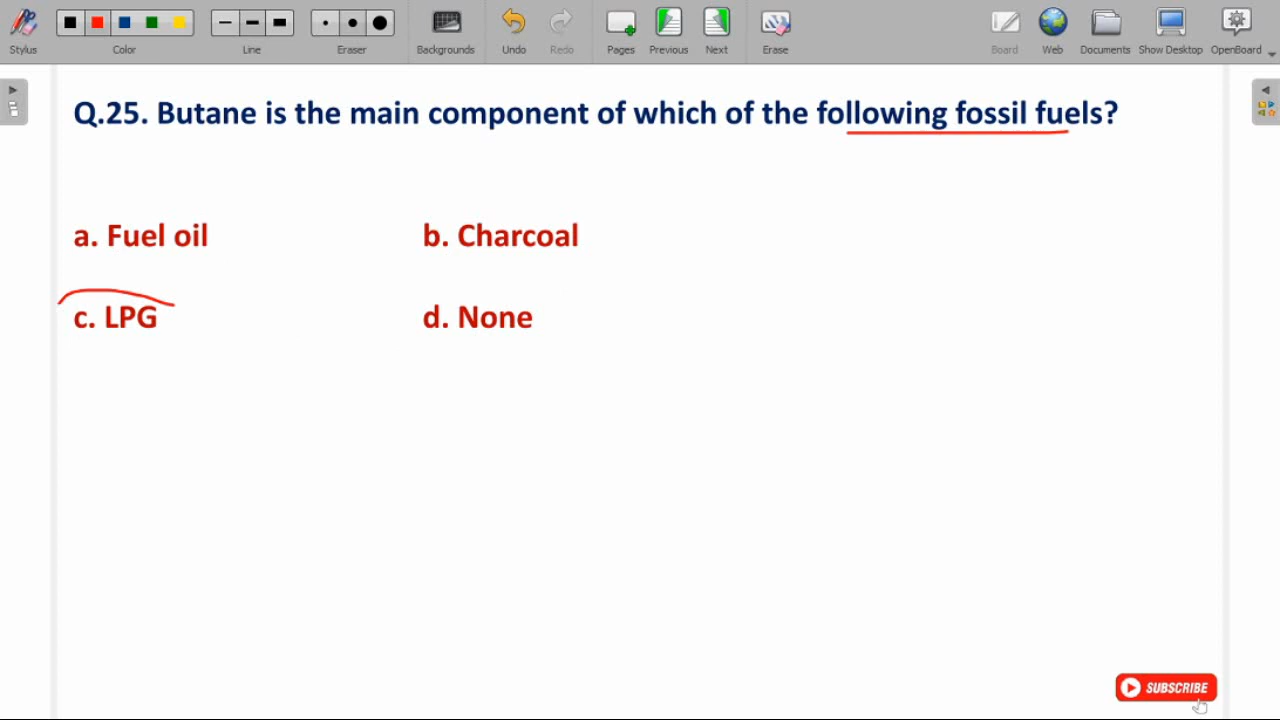 Stylus Color Line Eraser Backgrounds Undo Redo Pages Previous Next Erase Board Web Documents Show Desktop OpenBoard
Q.25. Butane is the main component of which of the following fossil fuels?
a. Fuel oil b. Charcoal
c. LPG d. None
SUBSCRIBE